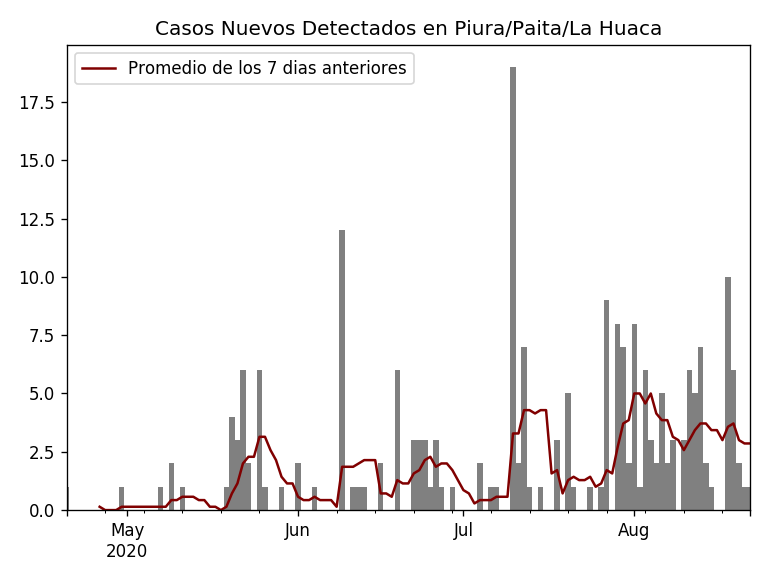 Casos Nuevos Detectados en Piura/Paita/La Huaca
Promedio de los 7 dias anteriores
17.5
15.0
12.5
10.0
7.5
5.0
2.5
0.0
May
2020
Jun
Jul
Aug